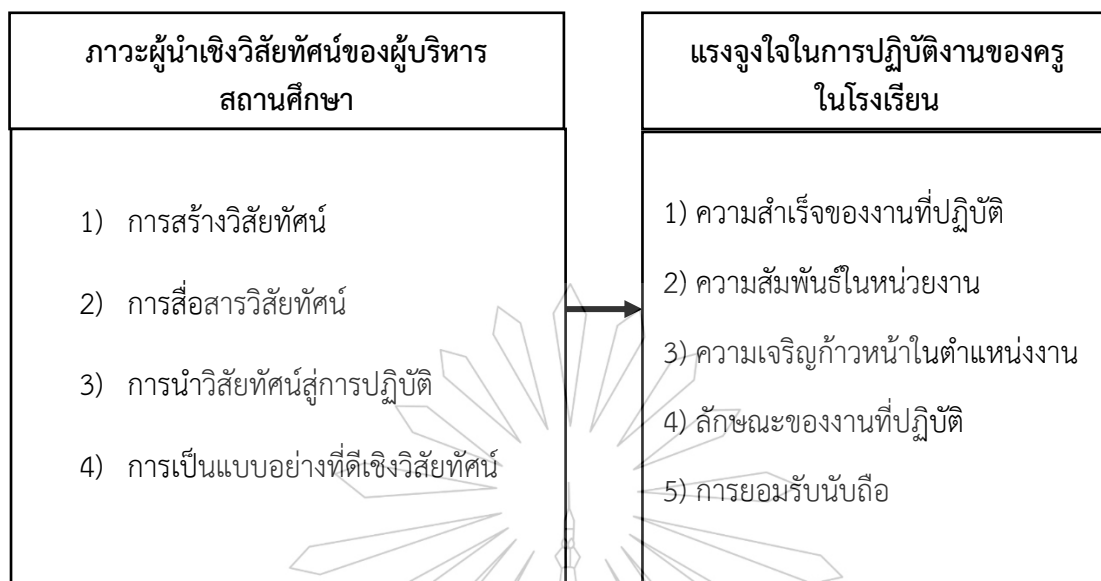 ภาวะผู้นำเชิงวิสัยทัศน์ของผู้บริหาร
สถานศึกษา
1) การสร้างวิสัยทัศน์
2) การสื่อสารวิสัยทัศน์
3) การนำวิสัยทัศน์สู่การปฏิบัติ
4) การเป็นแบบอย่างที่ดีเชิงวิสัยทัศน์
แรงจูงใจในการปฏิบัติงานของครู
ในโรงเรียน
1) ความสำเร็จของงานที่ปฏิบัติ
2) ความสัมพันธ์ในหน่วยงาน
3) ความเจริญก้าวหน้าในตำแหน่งงาน
4) ลักษณะของงานที่ปฏิบัติ
5) การยอมรับนับถือ